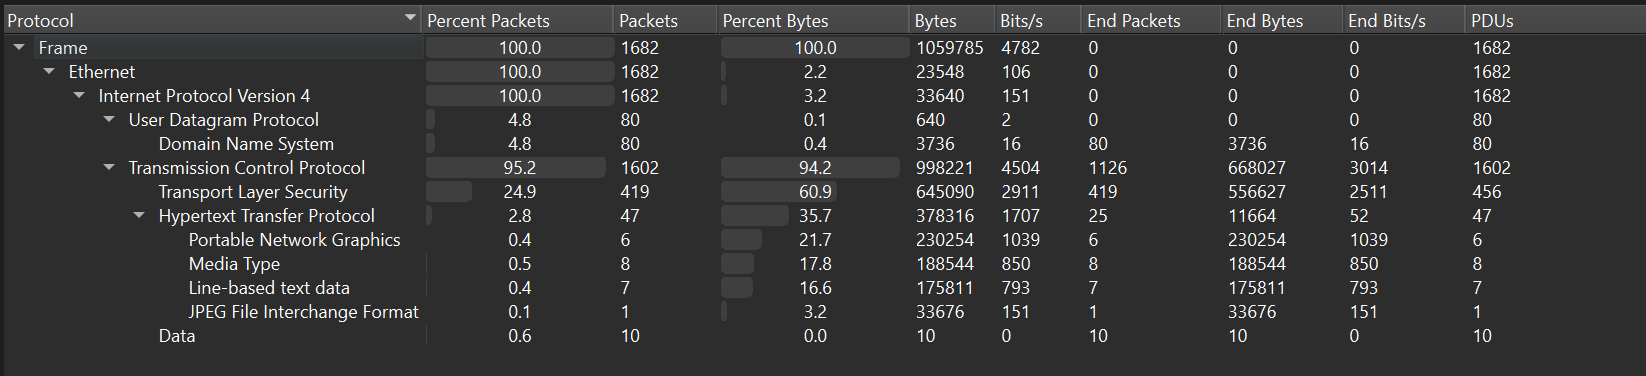 Protocol Percent Packets Packets Percent Bytes Bytes Bits/s End Packets End Bytes End Bits/s PDUs
Frame 100.0 1682 100.0 1059785 4782 0 0 0 1682
Ethernet 100.0 1682 2.2 23548 106 0 0 0 1682
Internet Protocol Version 4 100.0 1682 3.2 33640 151 0 0 0 1682
User Datagram Protocol 4.8 80 0.1 640 2 0 0 0 80
Domain Name System 4.8 80 0.4 3736 16 80 3736 16 80
Transmission Control Protocol 95.2 1602 94.2 998221 4504 1126 668027 3014 1602
Transport Layer Security 24.9 419 60.9 645090 2911 419 556627 2511 456
Hypertext Transfer Protocol 2.8 47 35.7 378316 1707 25 11664 52 47
Portable Network Graphics 0.4 6 21.7 230254 1039 6 230254 1039 6
Media Type 0.5 8 17.8 188544 850 8 188544 850 8
Line-based text data 0.4 7 16.6 175811 793 7 175811 793 7
JPEG File Interchange Format 0.1 1 3.2 33676 151 1 33676 151 1
Data 0.6 10 0.0 10 0 10 10 0 10